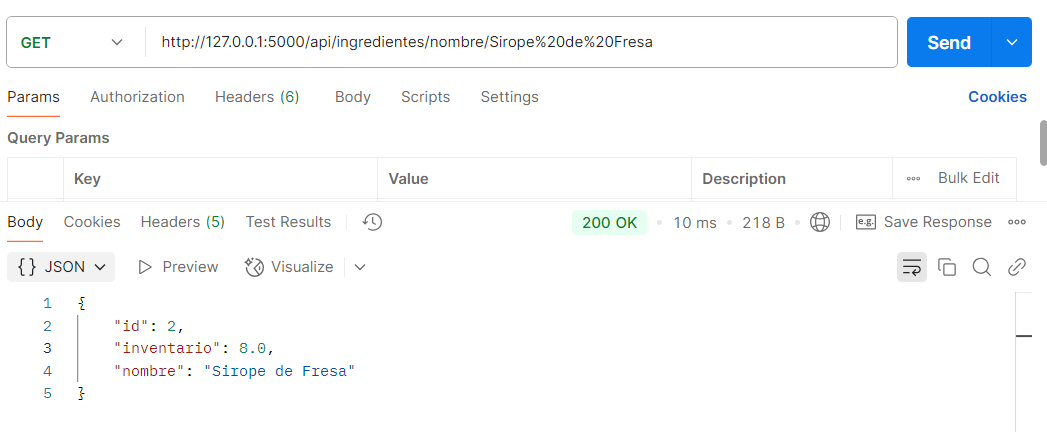 GET http://127.0.0.1:5000/api/ingredientes/nombre/Sirope%20de%20Fresa Send
Params Authorization Headers (6) Body Scripts Settings Cookies
Query Params
Key Value Description Bulk Edit
Body Cookies Headers (5) Test Results 200 OK 10 ms 218 B e.g. Save Response
{} JSON Preview Visualize
1 {
2 "id": 2,
3 "inventario": 8.0,
4 "nombre": "Sirope de Fresa"
5 }